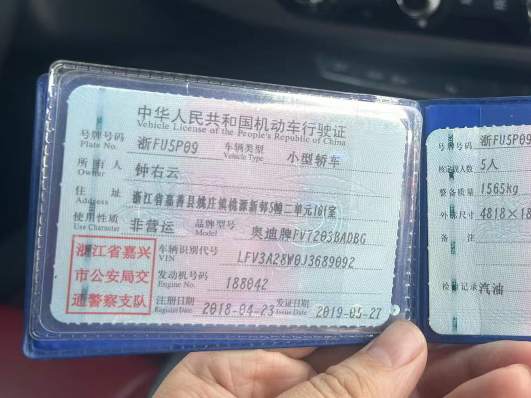 中华人民共和国机动车行驶证
Vehicle License of the People's Republic of China
号牌号码 浙FU5P09 车辆类型 小型轿车
Plate No. Vehicle Type
所有人 钟右云
Owner
住址 浙江省嘉善县姚庄镇桃源新邨5幢二单元101室
Address
使用性质 非营运 品牌型号 奥迪牌FV7203BADBG
Use Character Model
浙江省嘉兴
市公安局交
通警察支队
车辆识别代号 LFV3A28W0J3689092
VIN
发动机号码 188042
Engine No.
注册日期 2018-04-23 发证日期 2019-05-27
Register Date Issue Date
号牌号码 浙FU5P09
核定载人数 5人
整备质量 1565kg
外廓尺寸 4818×18
备注
检验记录 汽油